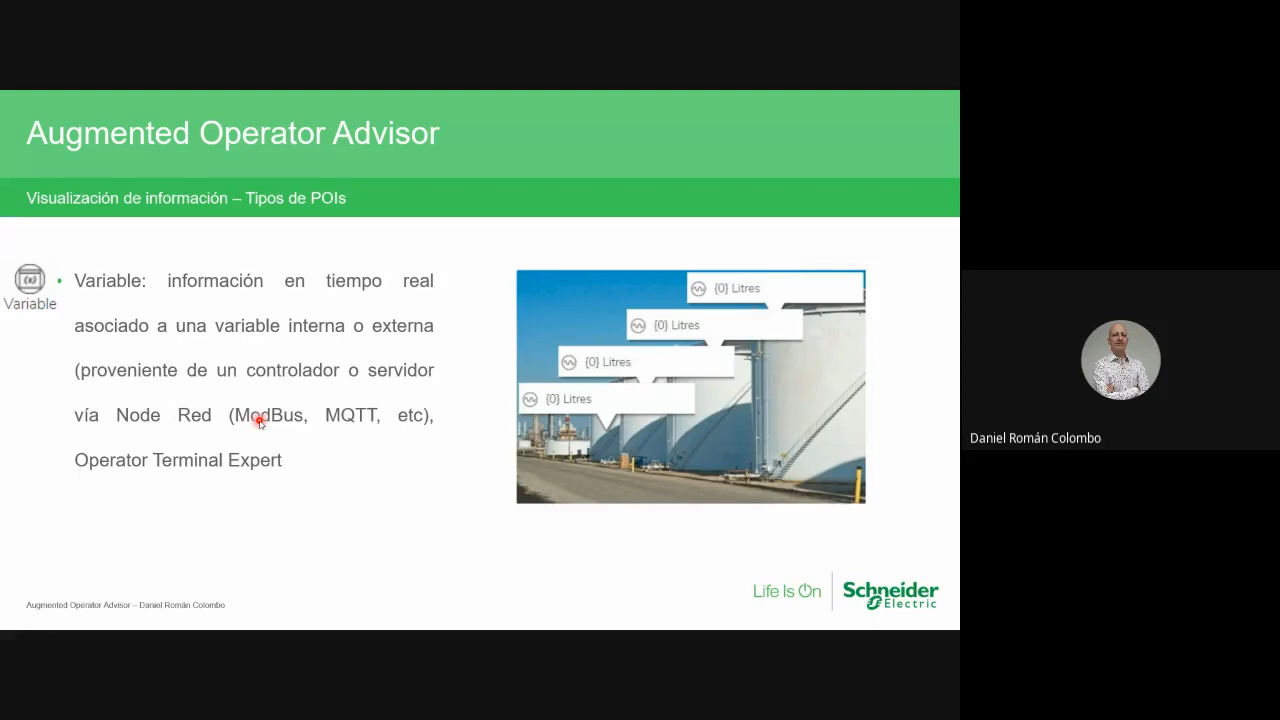 Augmented Operator Advisor
Visualización de información – Tipos de POIs
Variable
• Variable: información en tiempo real
asociado a una variable interna o externa
(proveniente de un controlador o servidor
vía Node Red (ModBus, MQTT, etc),
Operator Terminal Expert
{0} Litres
{0} Litres
{0} Litres
{0} Litres
Augmented Operator Advisor – Daniel Román Colombo
Life Is On
Schneider
Electric
Daniel Román Colombo